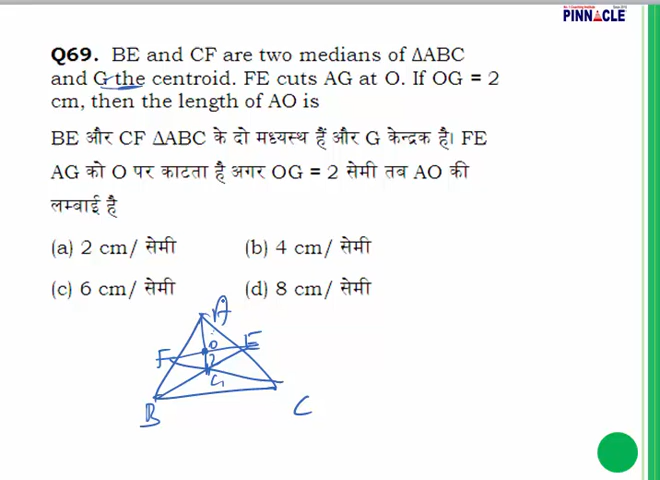 PINNACLE
Q69. BE and CF are two medians of ∆ABC
and G the centroid. FE cuts AG at O. If OG = 2
cm, then the length of AO is
BE और CF ∆ABC के दो मध्यस्थ हैं और G केन्द्रक है। FE
AG को O पर काटता है अगर OG = 2 सेमी तब AO की
लम्बाई है
(a) 2 cm/ सेमी (b) 4 cm/ सेमी
(c) 6 cm/ सेमी (d) 8 cm/ सेमी
A
O
E
F
2
G
B
C